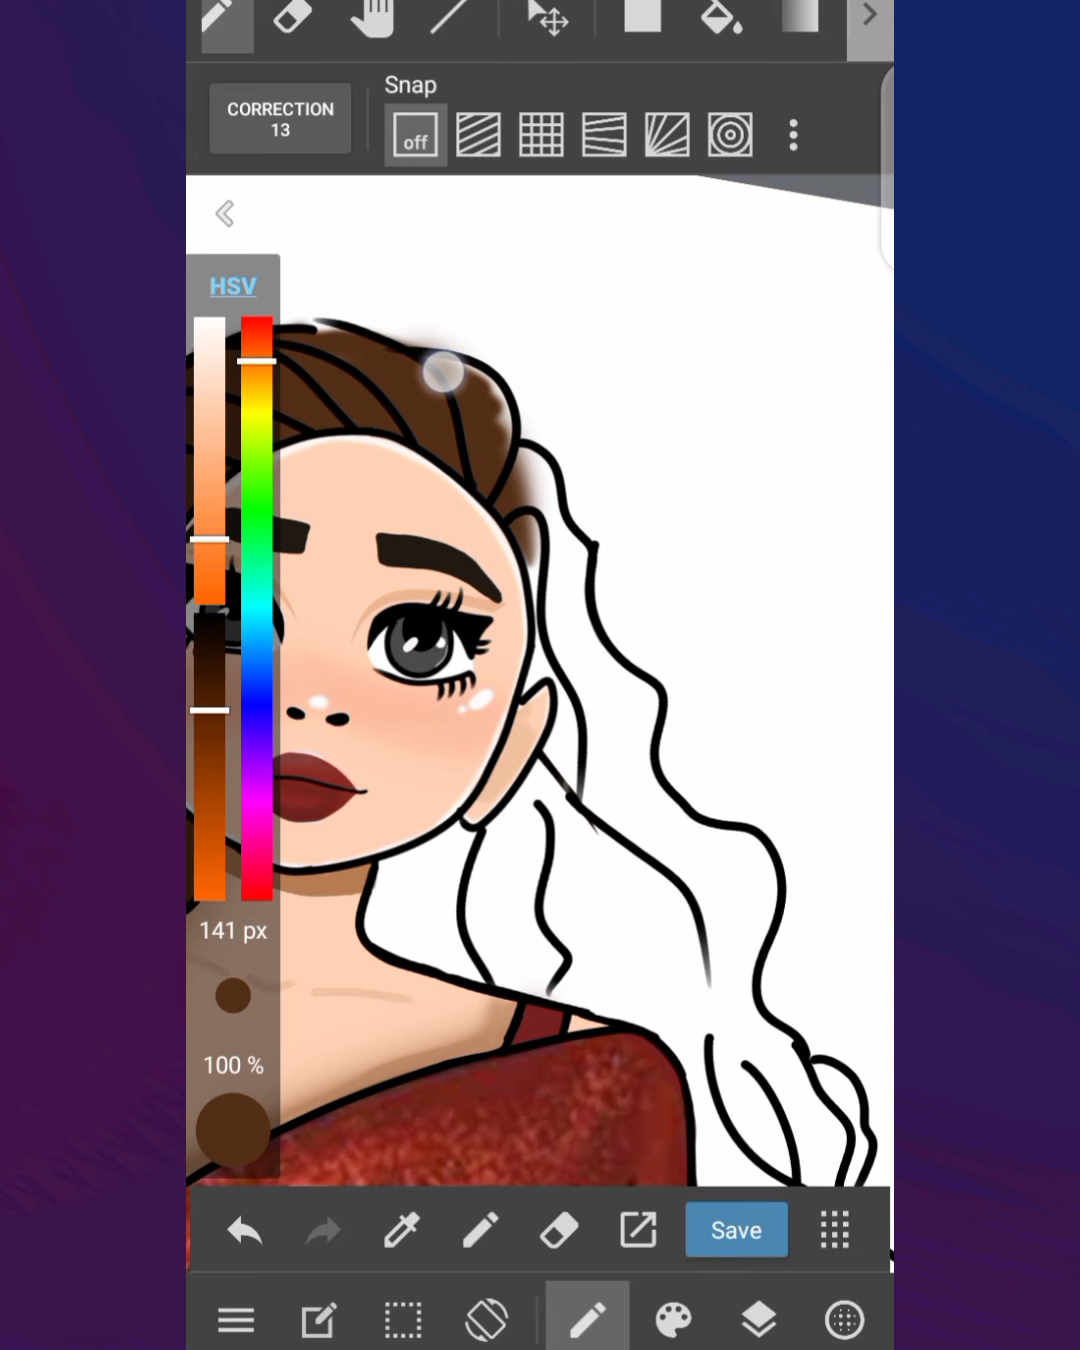 CORRECTION
13
Snap
off
HSV
141 px
100 %
Save